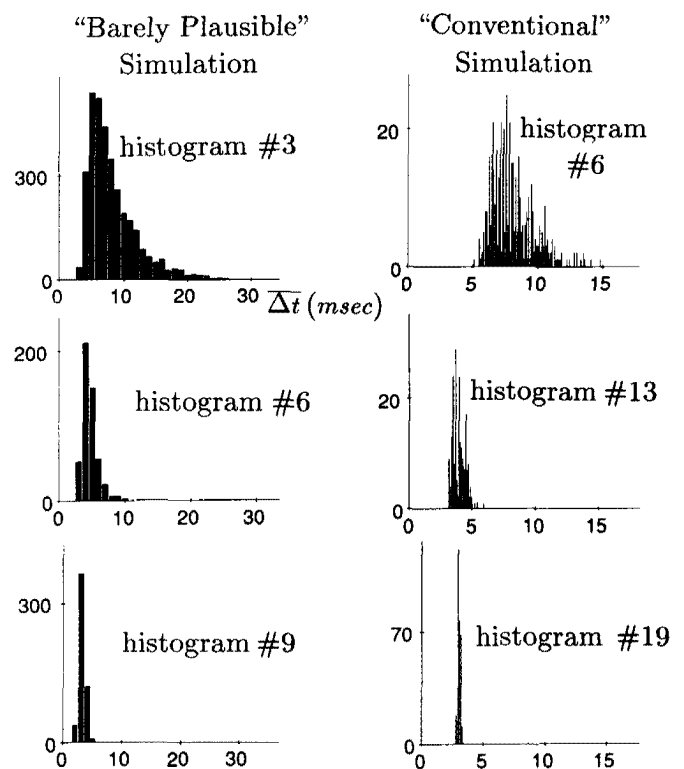 “Barely Plausible”
Simulation
“Conventional”
Simulation
histogram #3
300
0
0 10 20 30
Δt (msec)
histogram
#6
20
0
0 5 10 15
histogram #6
200
0
0 10 20 30
histogram #13
20
0
0 5 10 15
histogram #9
300
0
0 10 20 30
histogram #19
70
0
0 5 10 15